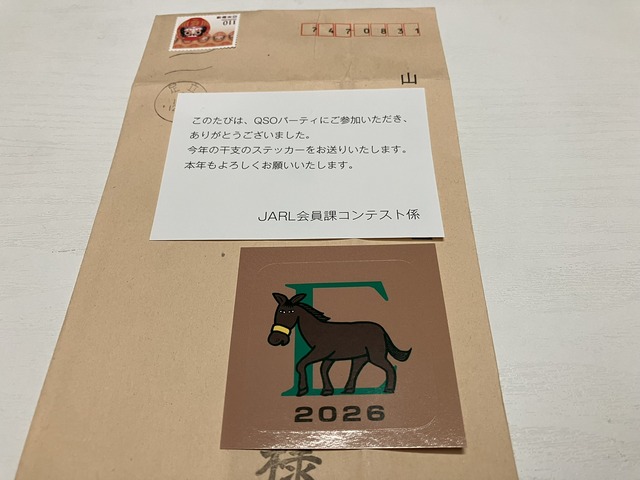 110
7470831
山
このたびは、QSOパーティにご参加いただき、
ありがとうございました。
今年の干支のステッカーをお送りいたします。
本年もよろしくお願いいたします。
JARL会員課コンテスト係
E
2026
禄